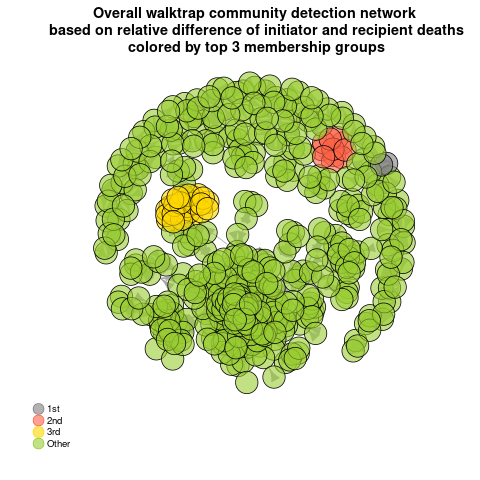 Overall walktrap community detection network
based on relative difference of initiator and recipient deaths
colored by top 3 membership groups
1st
2nd
3rd
Other